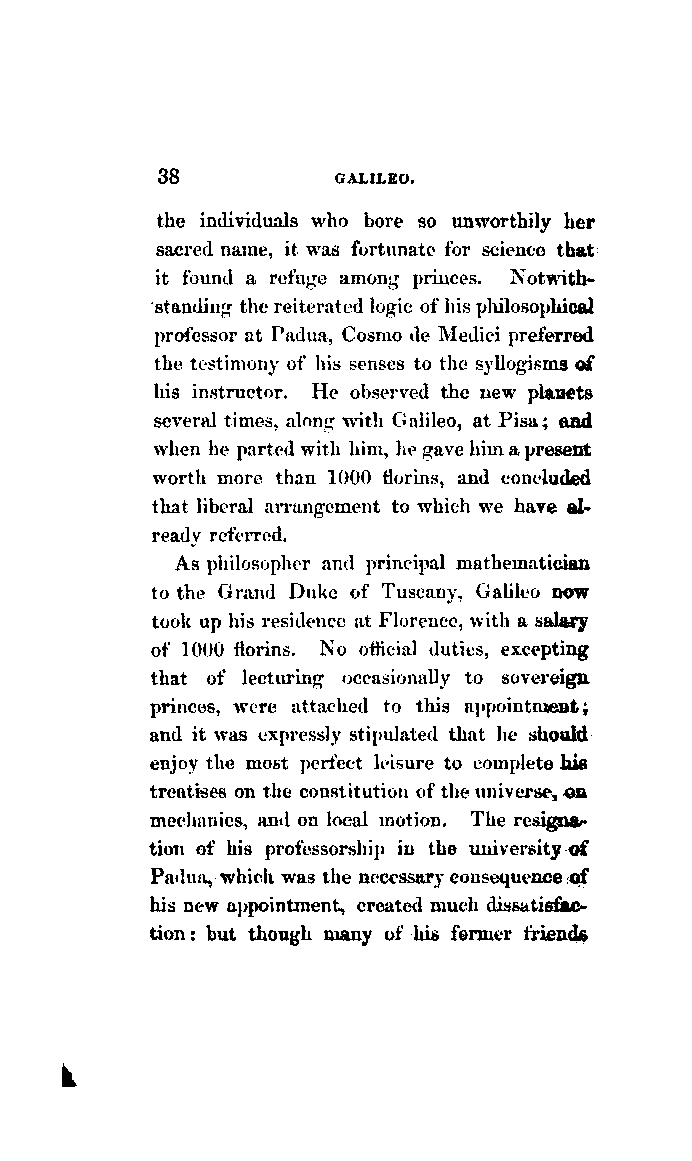 38 GALILEO.
the individuals who bore so unworthily her
sacred name, it was fortunate for science that
it found a refuge among princes. Notwith-
standing the reiterated logic of his philosophical
professor at Padua, Cosmo de Medici preferred
the testimony of his senses to the syllogisms of
his instructor. He observed the new planets
several times, along with Galileo, at Pisa; and
when he parted with him, he gave him a present
worth more than 1000 florins, and concluded
that liberal arrangement to which we have al-
ready referred.
As philosopher and principal mathematician
to the Grand Duke of Tuscany, Galileo now
took up his residence at Florence, with a salary
of 1000 florins. No official duties, excepting
that of lecturing occasionally to sovereign
princes, were attached to this appointment;
and it was expressly stipulated that he should
enjoy the most perfect leisure to complete his
treatises on the constitution of the universe, on
mechanics, and on local motion. The resigna-
tion of his professorship in the university of
Padua, which was the necessary consequence of
his new appointment, created much dissatisfac-
tion: but though many of his former friends